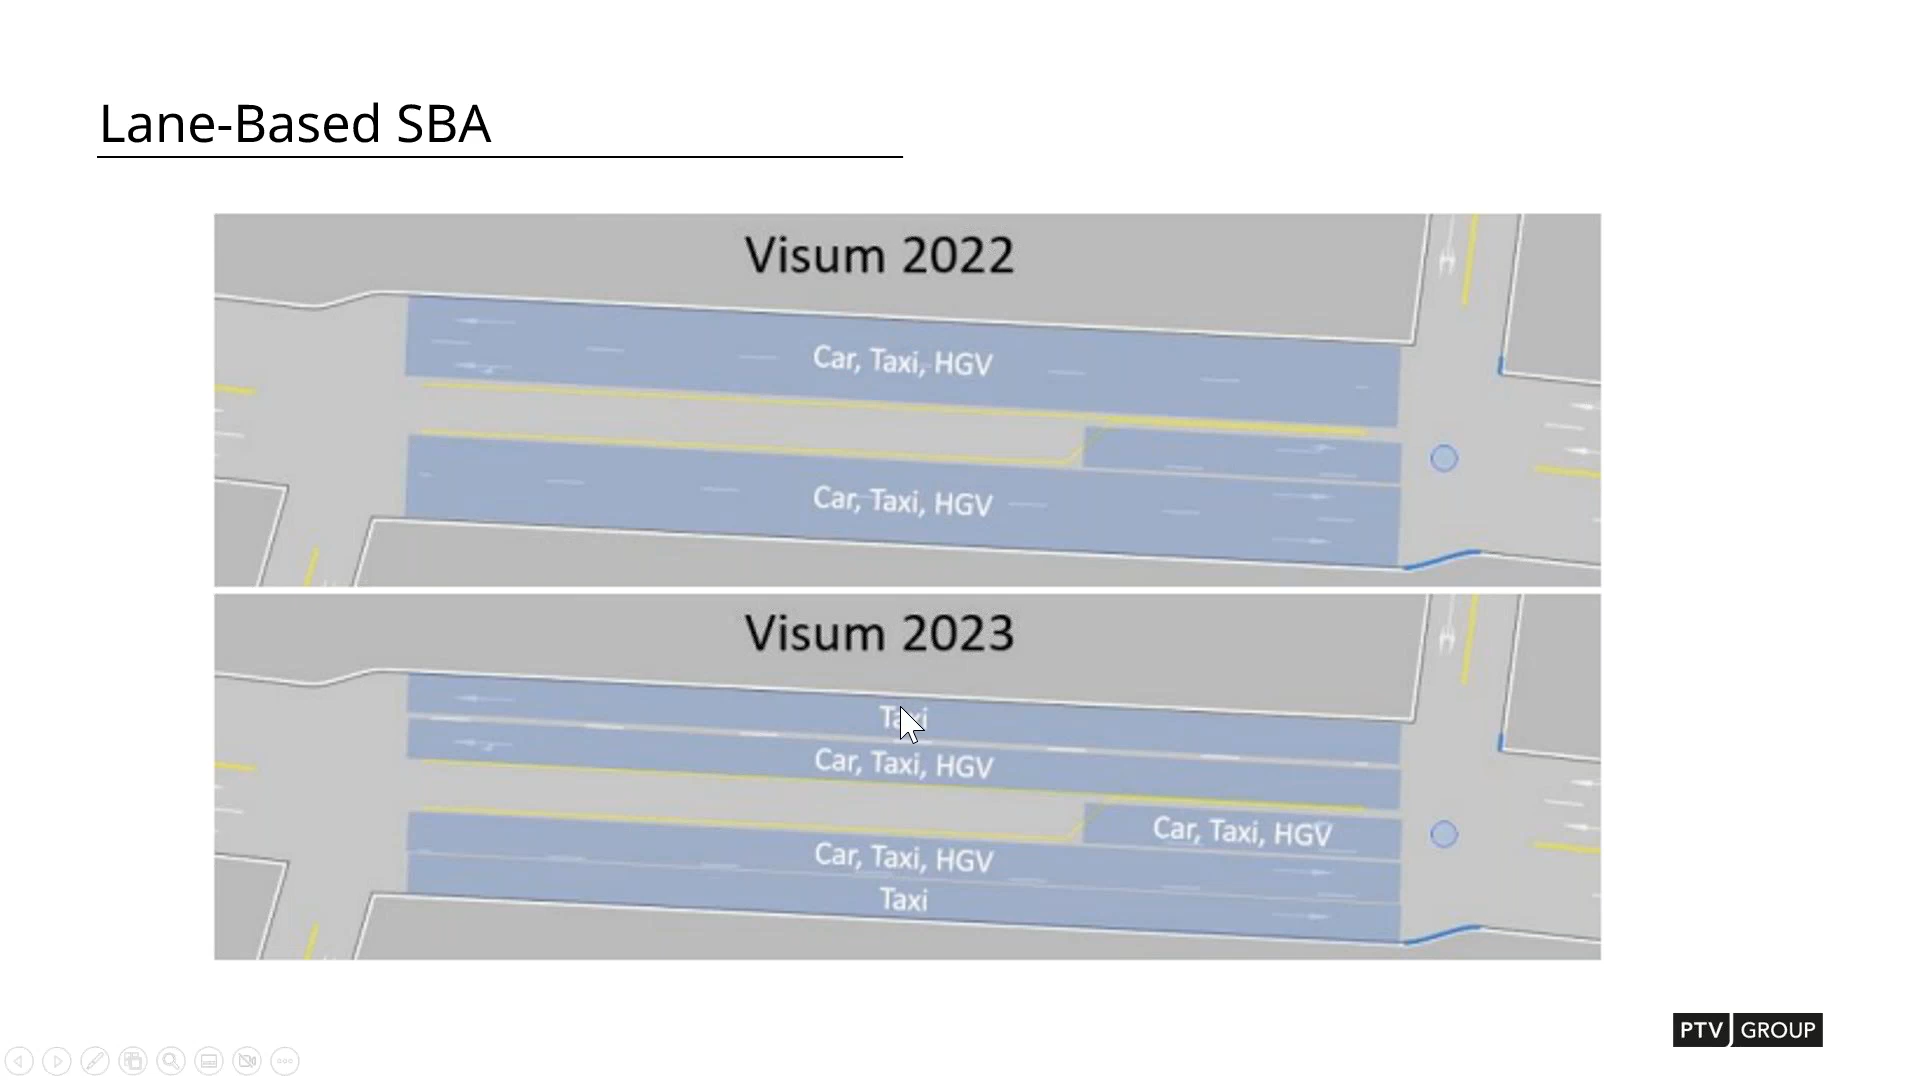 Lane-Based SBA
Visum 2022
Car, Taxi, HGV
Car, Taxi, HGV
Visum 2023
Taxi
Car, Taxi, HGV
Car, Taxi, HGV
Car, Taxi, HGV
Taxi
PTV GROUP